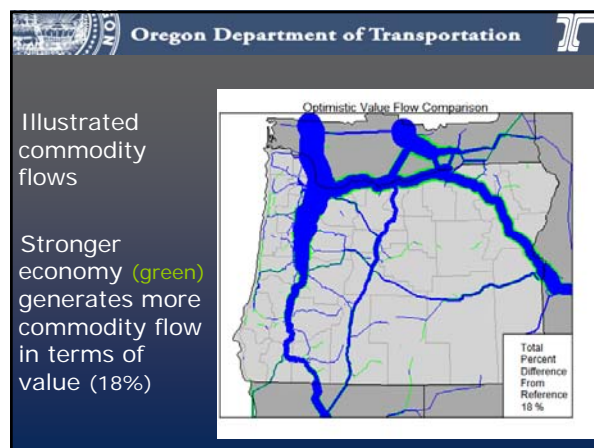 SON
Oregon Department of Transportation
Illustrated
commodity
flows
Stronger
economy (green)
generates more
commodity flow
in terms of
value (18%)
Optimistic Value Flow Comparison
Total
Percent
Difference
From
Reference
18 %